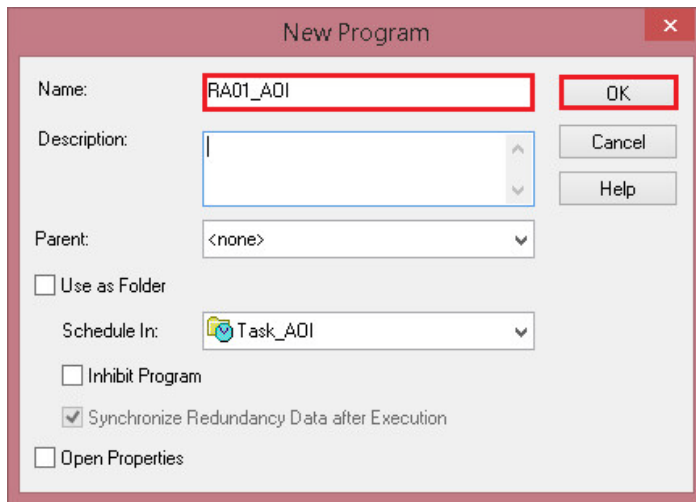 New Program
Name: RA01_AOI OK
Description: Cancel
Help
Parent: <none>
Use as Folder
Schedule In: Task_AOI
Inhibit Program
Synchronize Redundancy Data after Execution
Open Properties